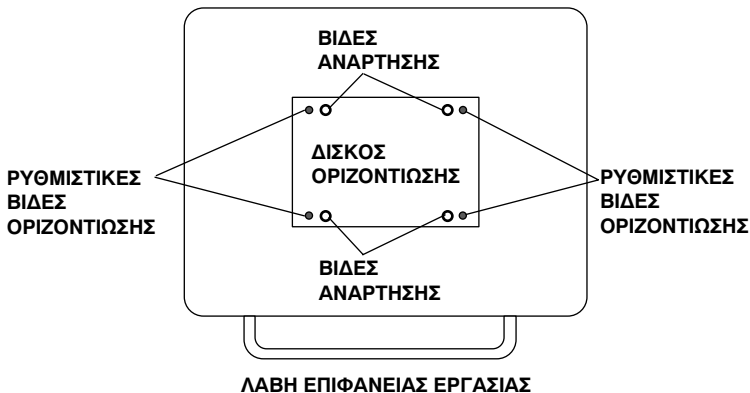 ΒΙΔΕΣ
ΑΝΑΡΤΗΣΗΣ
ΔΙΣΚΟΣ
ΟΡΙΖΟΝΤΙΩΣΗΣ
ΡΥΘΜΙΣΤΙΚΕΣ
ΒΙΔΕΣ
ΟΡΙΖΟΝΤΙΩΣΗΣ
ΡΥΘΜΙΣΤΙΚΕΣ
ΒΙΔΕΣ
ΟΡΙΖΟΝΤΙΩΣΗΣ
ΒΙΔΕΣ
ΑΝΑΡΤΗΣΗΣ
ΛΑΒΗ ΕΠΙΦΑΝΕΙΑΣ ΕΡΓΑΣΙΑΣ